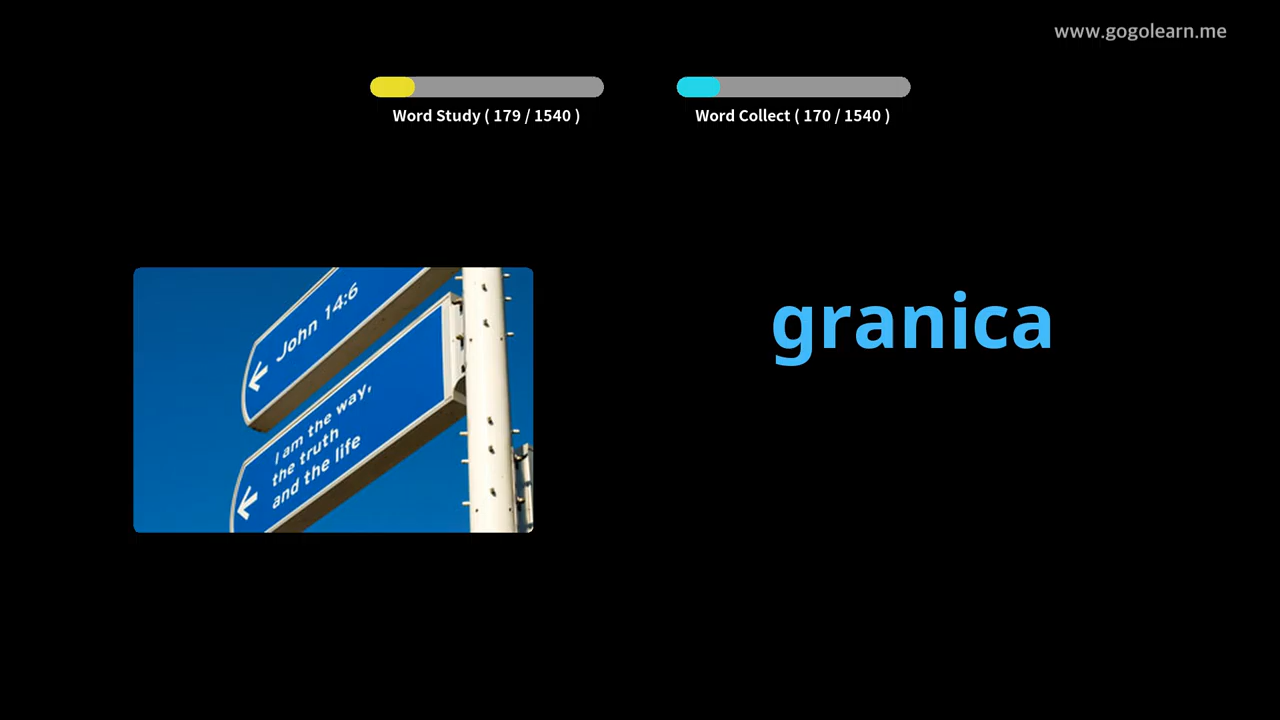 www.gogolearn.me
Word Study ( 179 / 1540 )
Word Collect ( 170 / 1540 )
John 14:6
I am the way,
the truth
and the life
granica